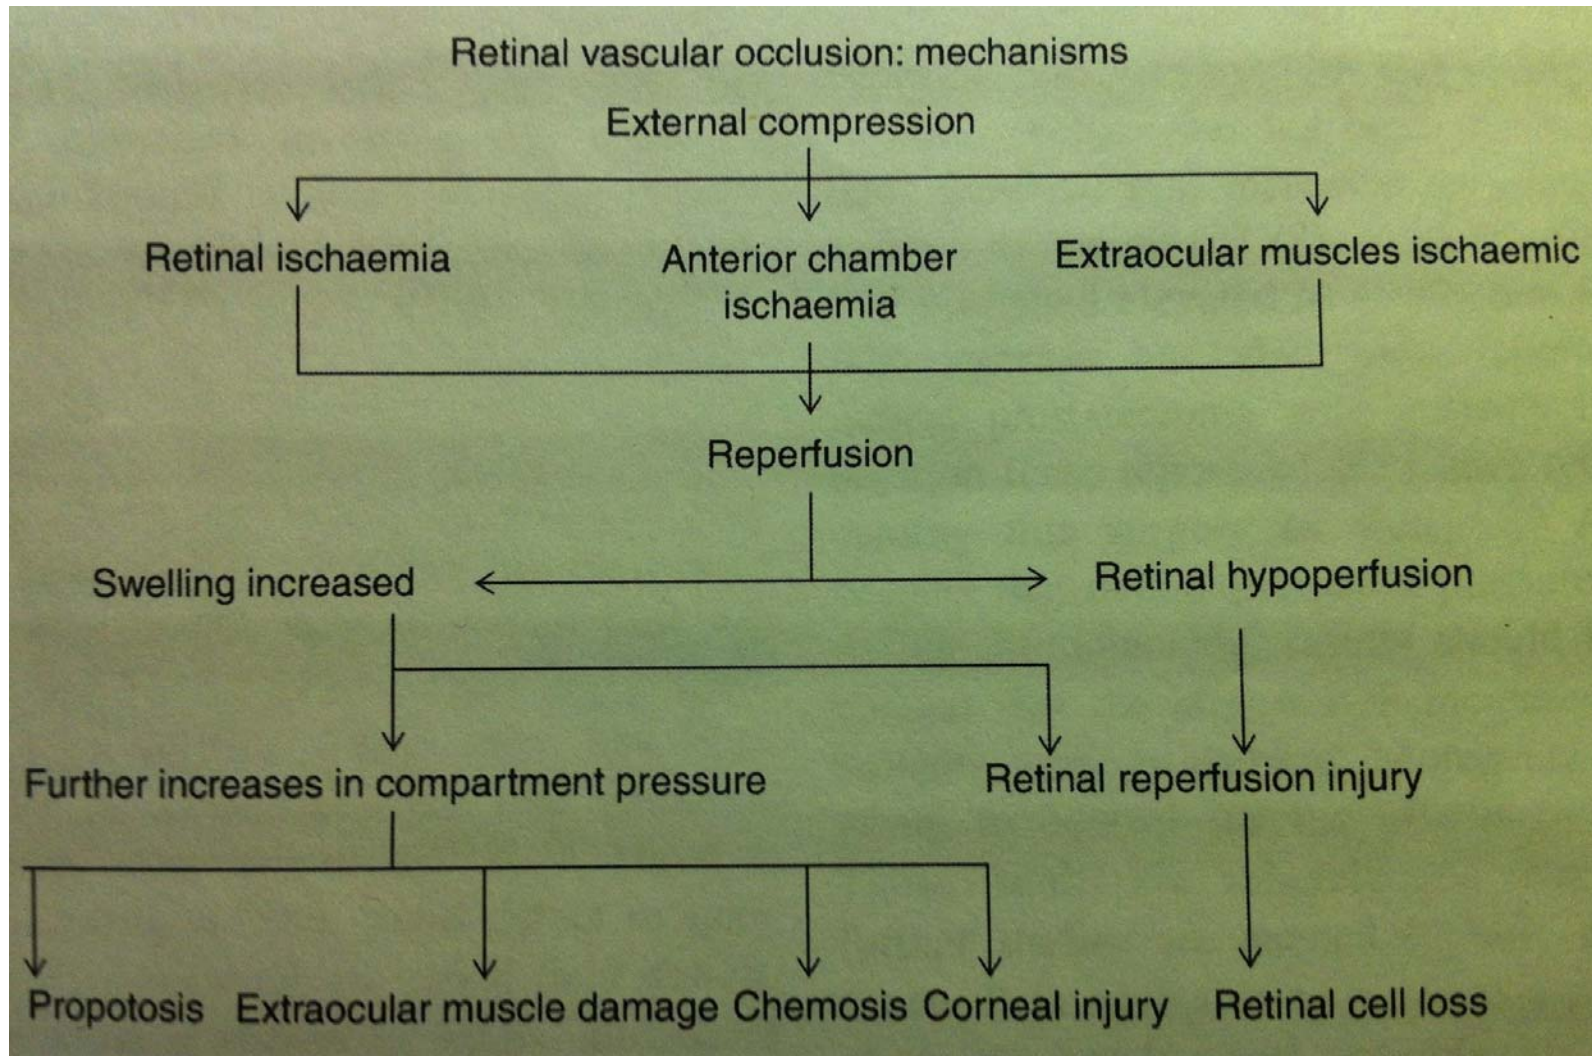 Retinal vascular occlusion: mechanisms
External compression
Retinal ischaemia
Anterior chamber
ischaemia
Extraocular muscles ischaemic
Reperfusion
Swelling increased
Retinal hypoperfusion
Further increases in compartment pressure
Retinal reperfusion injury
Propotosis
Extraocular muscle damage
Chemosis
Corneal injury
Retinal cell loss